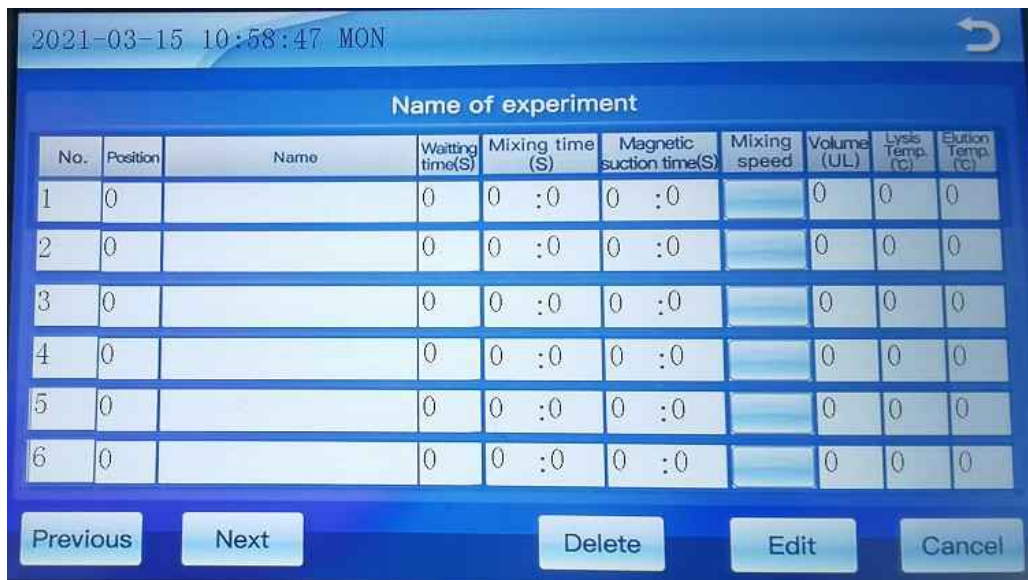 2021-03-15 10:58:47 MON
Name of experiment
No. Position Name Waitting time(S) Mixing time (S) Magnetic suction time(S) Mixing speed Volume (UL) Lysis Temp. (℃) Elution Temp. (℃)
1 0 0 0 :0 0 :0 0 0 0
2 0 0 0 :0 0 :0 0 0 0
3 0 0 0 :0 0 :0 0 0 0
4 0 0 0 :0 0 :0 0 0 0
5 0 0 0 :0 0 :0 0 0 0
6 0 0 0 :0 0 :0 0 0 0
Previous Next Delete Edit Cancel